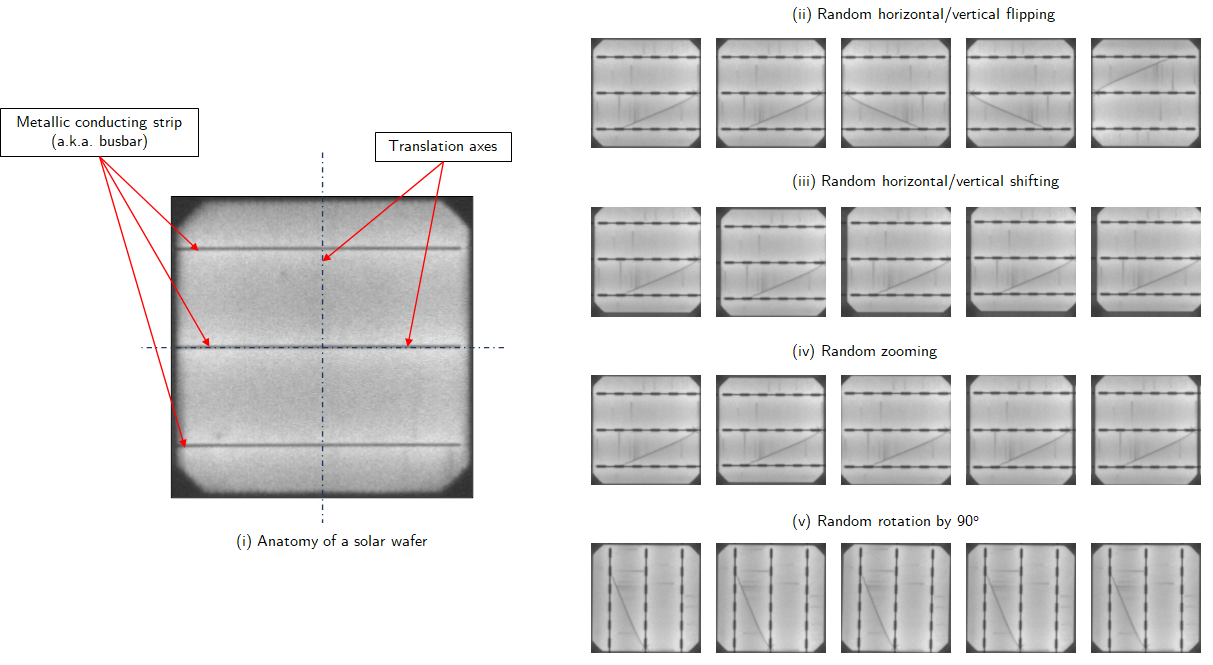 Metallic conducting strip
(a.k.a. busbar)
Translation axes
(i) Anatomy of a solar wafer
(ii) Random horizontal/vertical flipping
(iii) Random horizontal/vertical shifting
(iv) Random zooming
(v) Random rotation by 90°